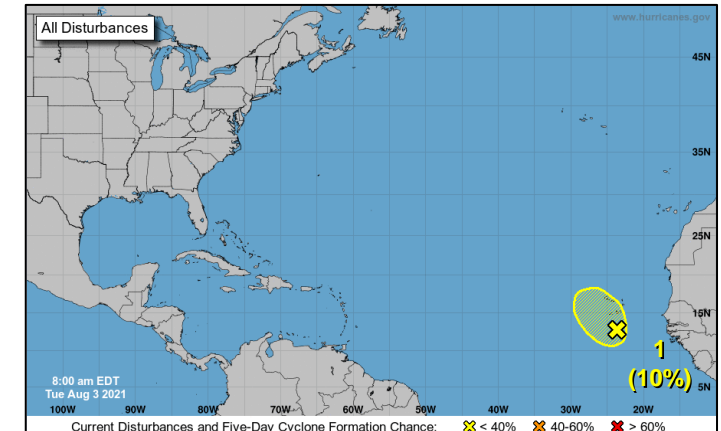 All Disturbances
www.hurricanes.gov
45N
35N
25N
15N
1
(10%)
5N
8:00 am EDT
Tue Aug 3 2021
100W 90W 80W 70W 60W 50W 40W 30W 20W
Current Disturbances and Five-Day Cyclone Formation Chance: < 40% 40-60% > 60%